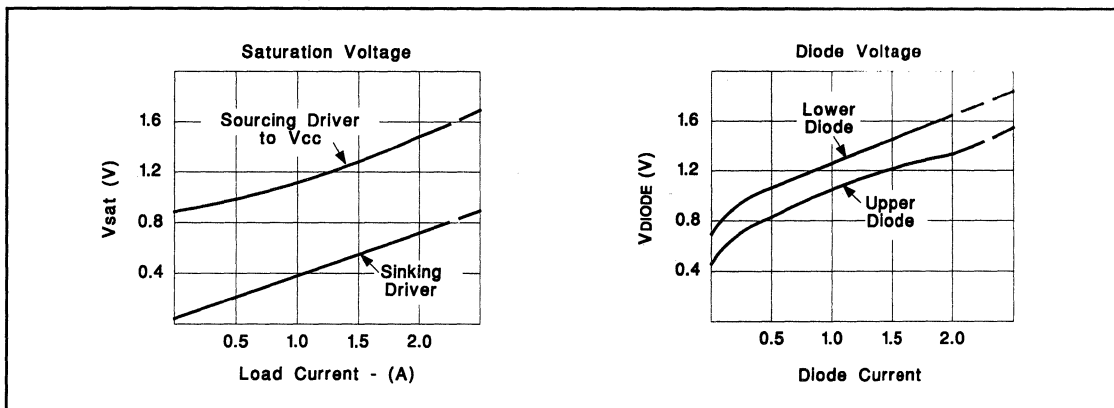 Saturation Voltage
Vsat (V)
1.6
1.2
0.8
0.4
Sourcing Driver
to Vcc
Sinking
Driver
0.5 1.0 1.5 2.0
Load Current - (A)
Diode Voltage
VDIODE (V)
1.6
1.2
0.8
0.4
Lower
Diode
Upper
Diode
0.5 1.0 1.5 2.0
Diode Current